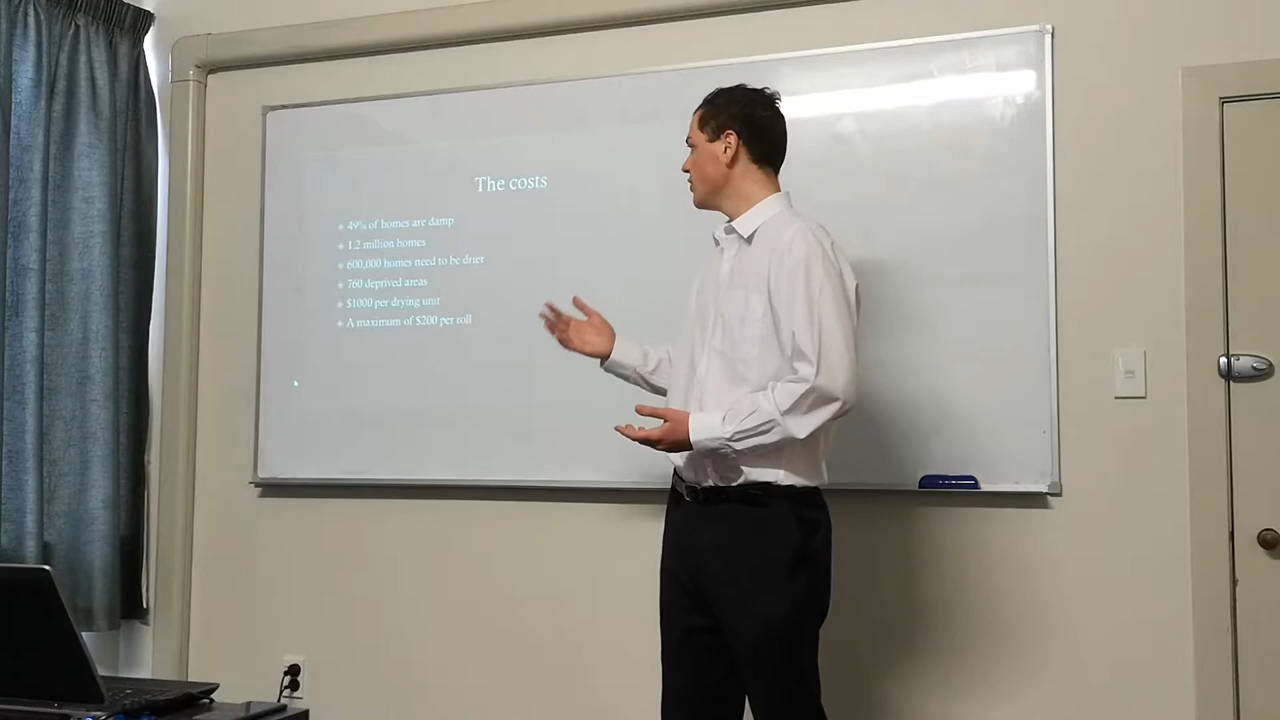 The costs
49% of homes are damp
1.2 million homes
600,000 homes need to be drier
760 deprived areas
$1000 per drying unit
A maximum of $200 per roll